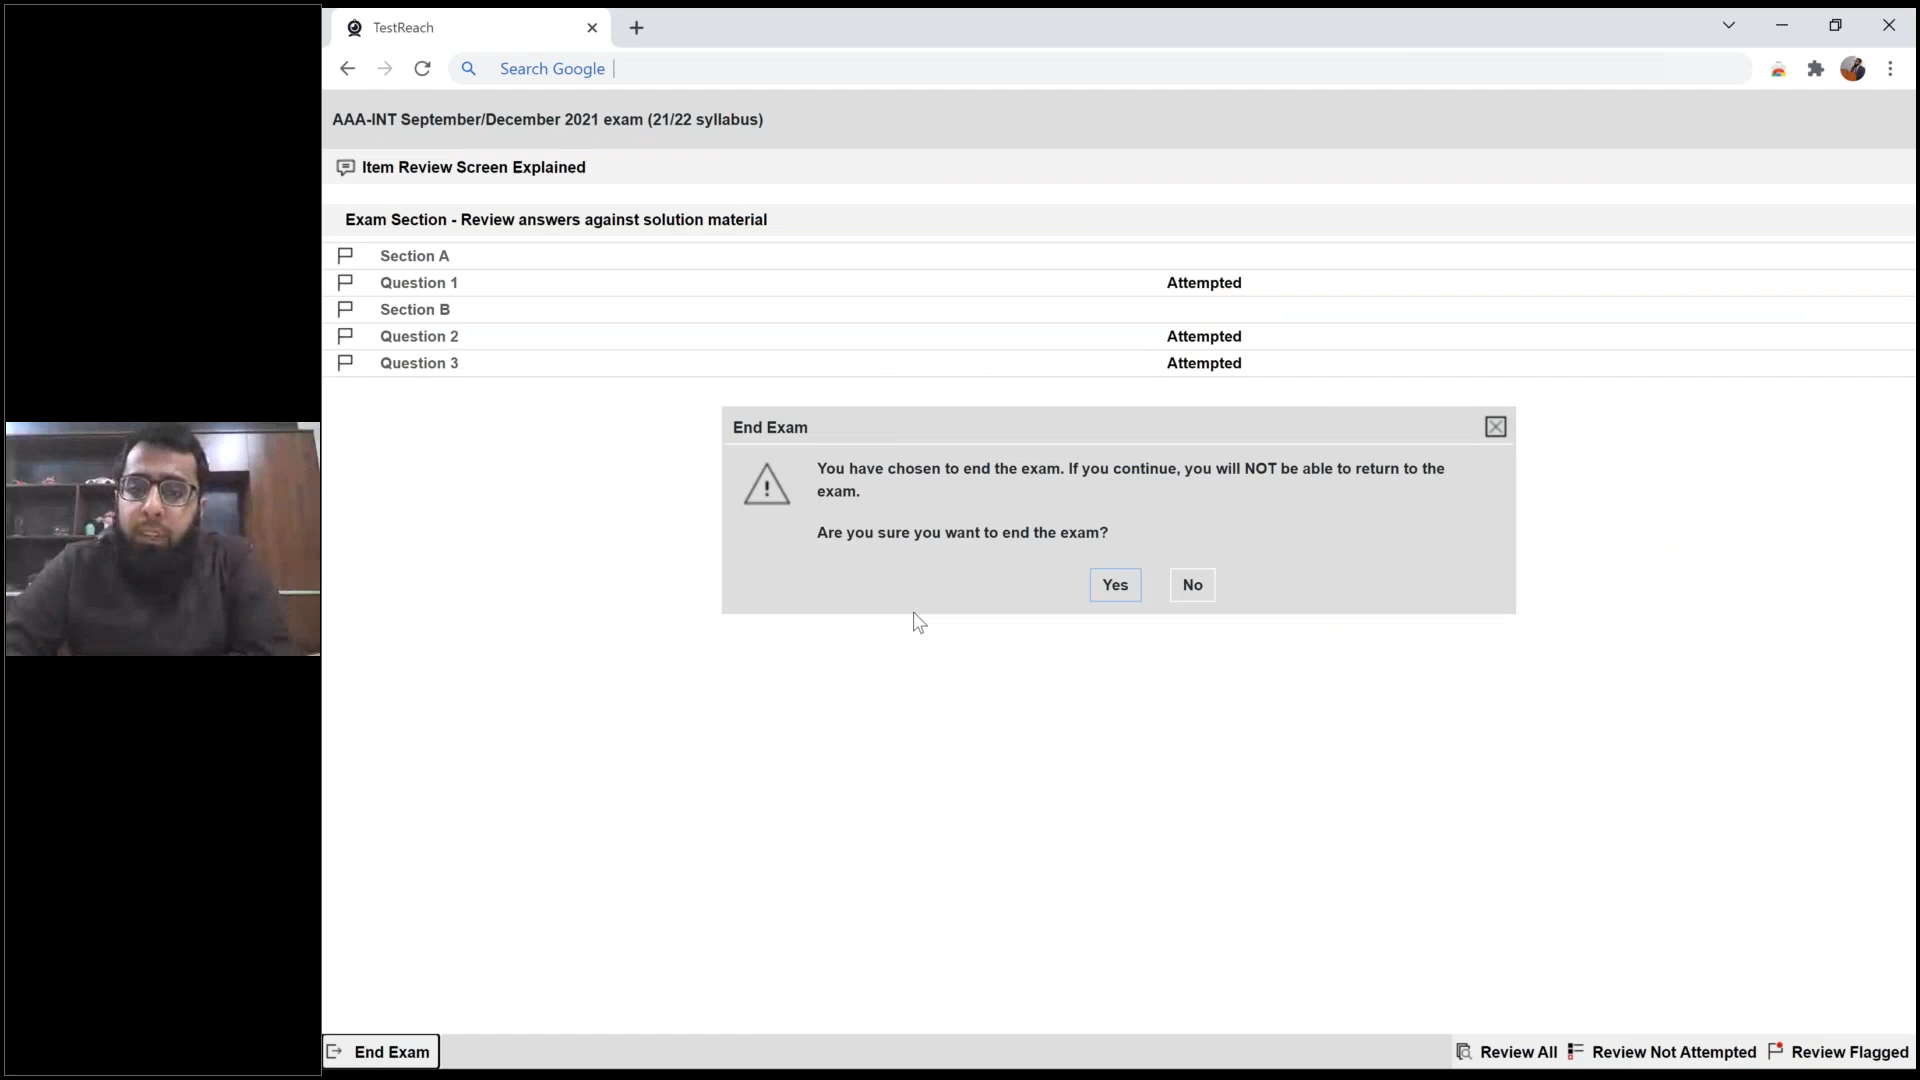 TestReach
Search Google
AAA-INT September/December 2021 exam (21/22 syllabus)
Item Review Screen Explained
Exam Section - Review answers against solution material
Section A
Question 1 Attempted
Section B
Question 2 Attempted
Question 3 Attempted
End Exam
You have chosen to end the exam. If you continue, you will NOT be able to return to the
exam.
Are you sure you want to end the exam?
Yes No
End Exam Review All Review Not Attempted Review Flagged